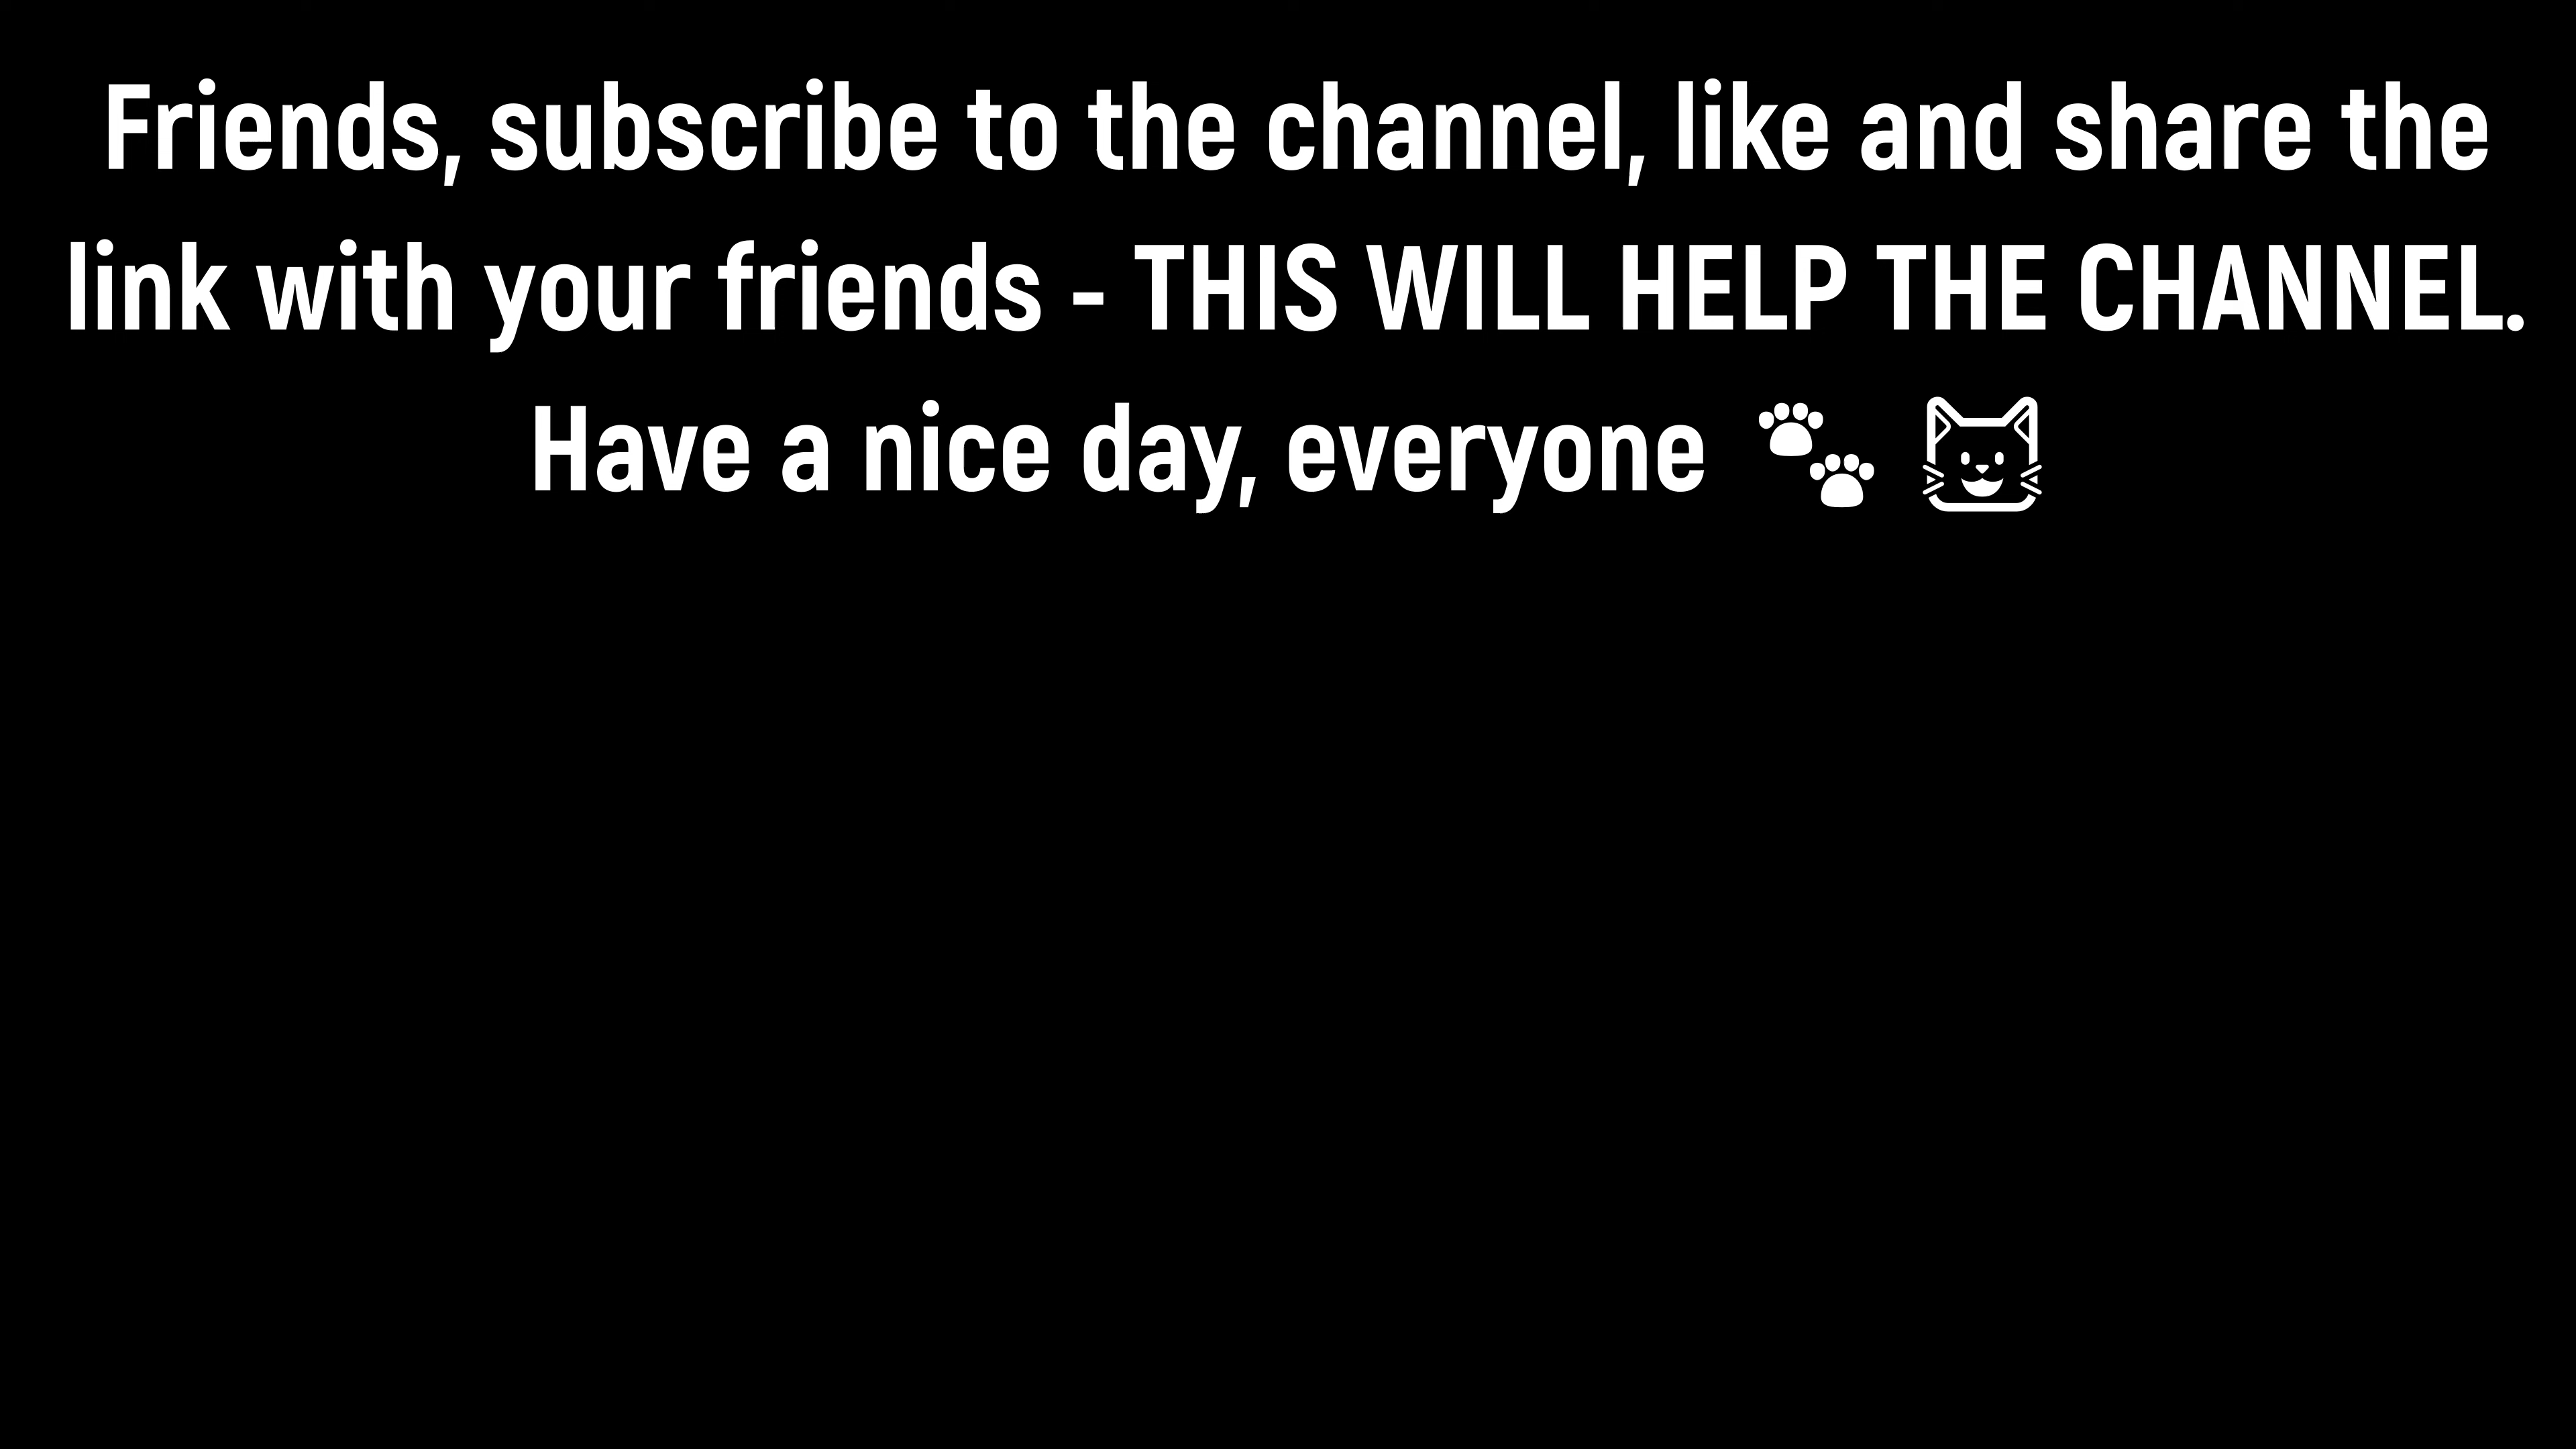 Friends, subscribe to the channel, like and share the
link with your friends - THIS WILL HELP THE CHANNEL.
Have a nice day, everyone 🐾 😺